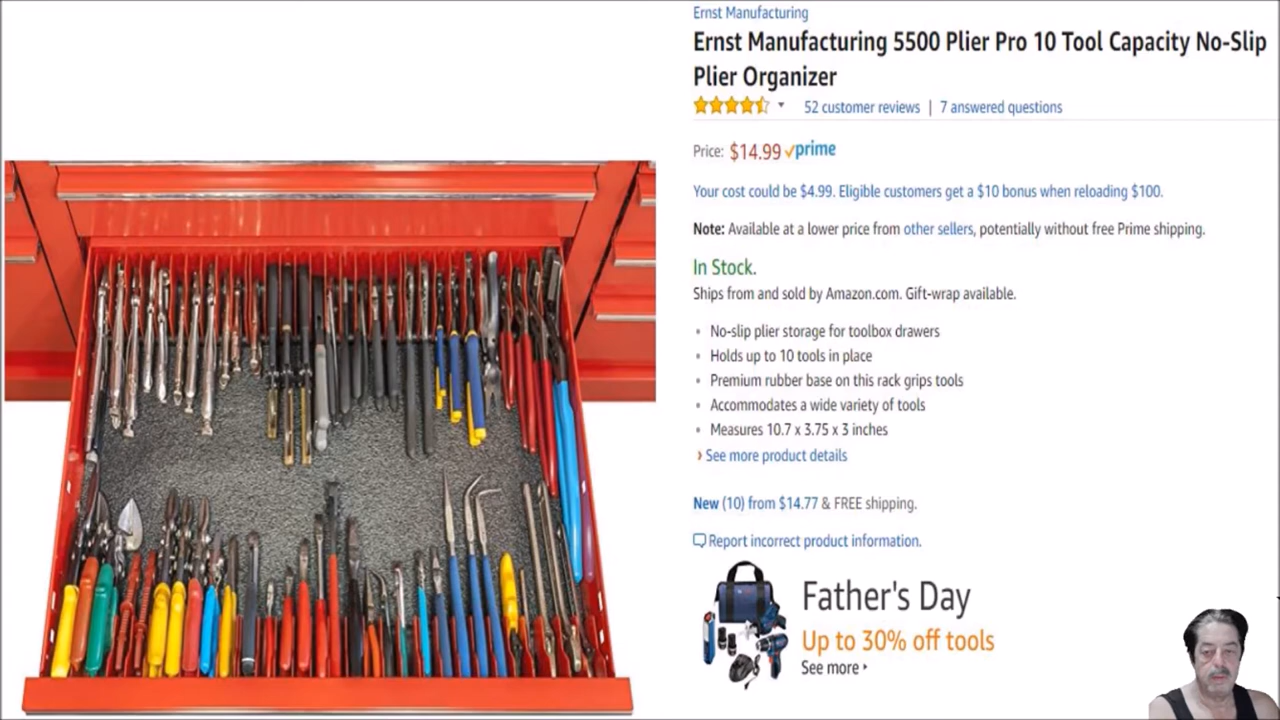 Ernst Manufacturing
Ernst Manufacturing 5500 Plier Pro 10 Tool Capacity No-Slip
Plier Organizer
52 customer reviews | 7 answered questions
Price: $14.99 prime
Your cost could be $4.99. Eligible customers get a $10 bonus when reloading $100.
Note: Available at a lower price from other sellers, potentially without free Prime shipping.
In Stock.
Ships from and sold by Amazon.com. Gift-wrap available.
No-slip plier storage for toolbox drawers
Holds up to 10 tools in place
Premium rubber base on this rack grips tools
Accommodates a wide variety of tools
Measures 10.7 x 3.75 x 3 inches
See more product details
New (10) from $14.77 & FREE shipping.
Report incorrect product information.
Father's Day
Up to 30% off tools
See more